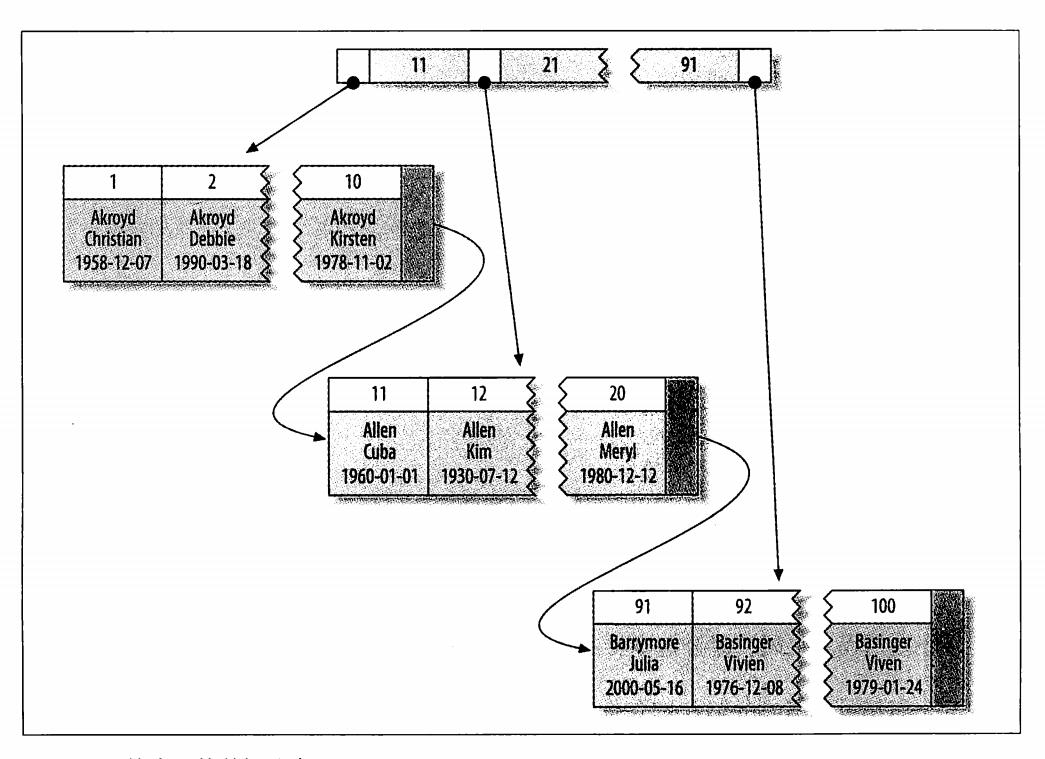 11 21 91
1 2 10
Akroyd Akroyd Akroyd
Christian Debbie Kirsten
1958-12-07 1990-03-18 1978-11-02
11 12 20
Allen Allen Allen
Cuba Kim Meryl
1960-01-01 1930-07-12 1980-12-12
91 92 100
Barrymore Basinger Basinger
Julia Vivien Viven
2000-05-16 1976-12-08 1979-01-24